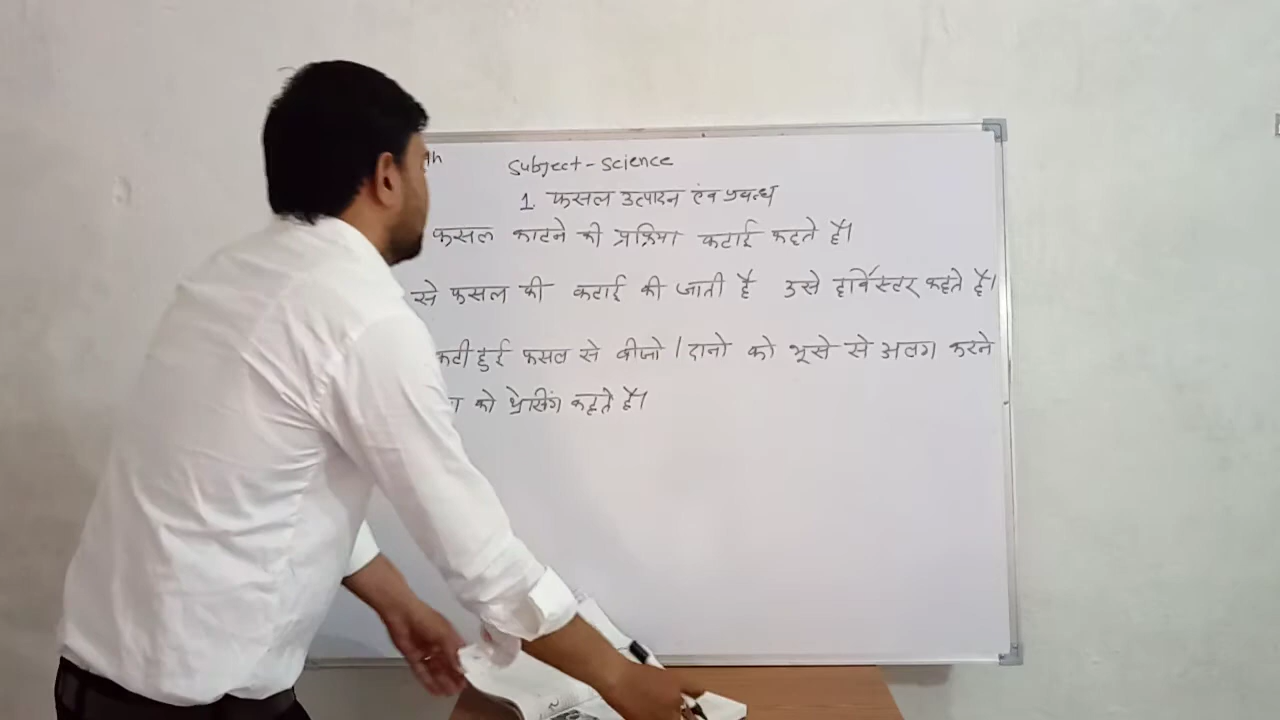 Subject - Science
1. फसल उत्पादन एंव प्रबन्ध
फसल काटने की प्रक्रिया कटाई कहते है।
से फसल की कटाई की जाती है उसे हार्वेस्टर कहते है।
कटी हुई फसल से बीजो / दानो को भूसे से अलग करने
को थ्रेसिंग कहते है।